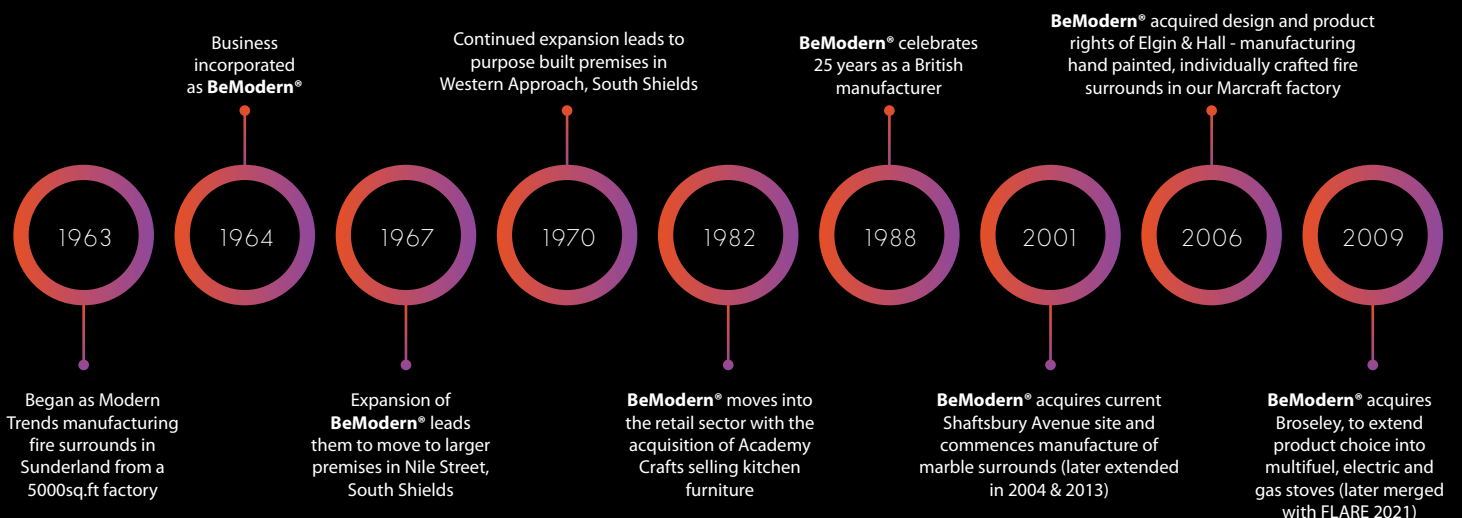 Business
incorporated
as BeModern®
Continued expansion leads to
purpose built premises in
Western Approach, South Shields
BeModern® celebrates
25 years as a British
manufacturer
BeModern® acquired design and product
rights of Elgin & Hall - manufacturing
hand painted, individually crafted fire
surrounds in our Marcraft factory
1963
1964
1967
1970
1982
1988
2001
2006
2009
Began as Modern
Trends manufacturing
fire surrounds in
Sunderland from a
5000sq.ft factory
Expansion of
BeModern® leads
them to move to larger
premises in Nile Street,
South Shields
BeModern® moves into
the retail sector with the
acquisition of Academy
Crafts selling kitchen
furniture
BeModern® acquires current
Shaftsbury Avenue site and
commences manufacture of
marble surrounds (later extended
in 2004 & 2013)
BeModern® acquires
Broseley, to extend
product choice into
multifuel, electric and
gas stoves (later merged
with FLARE 2021)